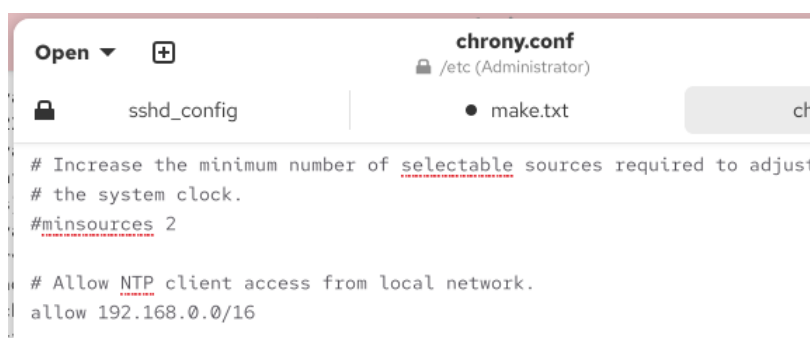 Open
chrony.conf
/etc (Administrator)
sshd_config
make.txt
# Increase the minimum number of selectable sources required to adjust
# the system clock.
#minsources 2
# Allow NTP client access from local network.
allow 192.168.0.0/16